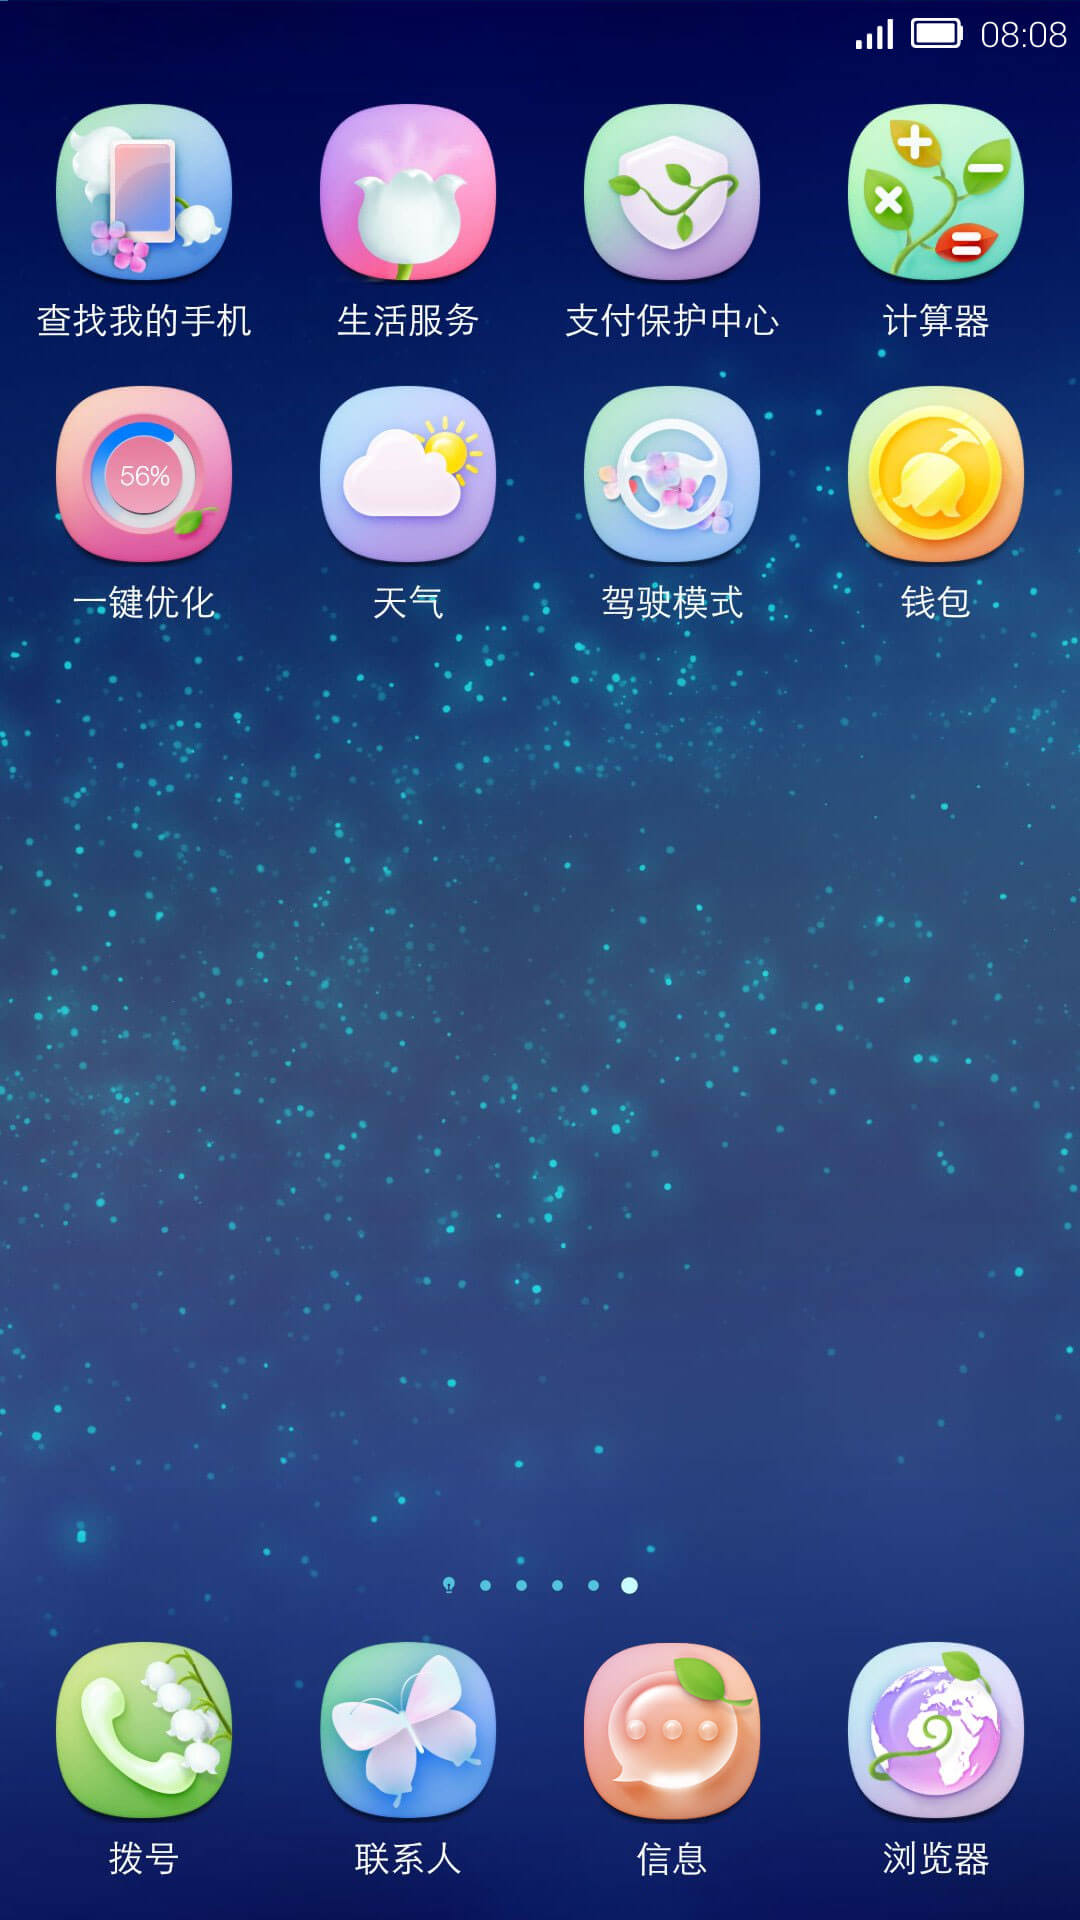 08:08
查找我的手机
生活服务
支付保护中心
计算器
56%
一键优化
天气
驾驶模式
钱包
拨号
联系人
信息
浏览器